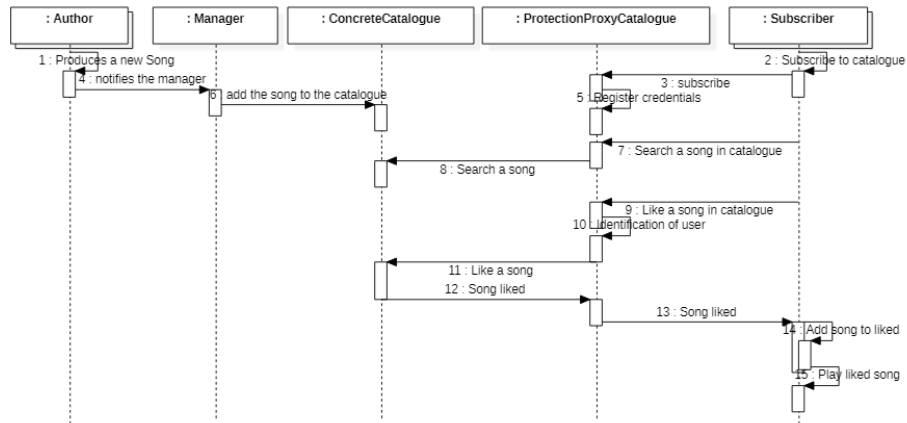 : Author
: Manager
: ConcreteCatalogue
: ProtectionProxyCatalogue
: Subscriber
1 : Produces a new Song
2 : Subscribe to catalogue
4 : notifies the manager
3 : subscribe
6 : add the song to the catalogue
5 : Register credentials
7 : Search a song in catalogue
8 : Search a song
9 : Like a song in catalogue
10 : Identification of user
11 : Like a song
12 : Song liked
13 : Song liked
14 : Add song to liked
15 : Play liked song